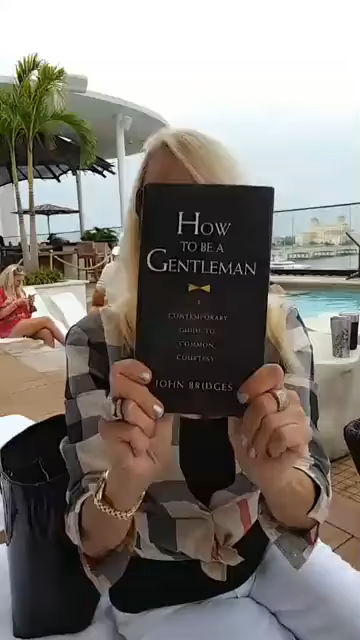 HOW
TO BE A
GENTLEMAN
A
CONTEMPORARY
GUIDE TO
COMMON
COURTESY
JOHN BRIDGES